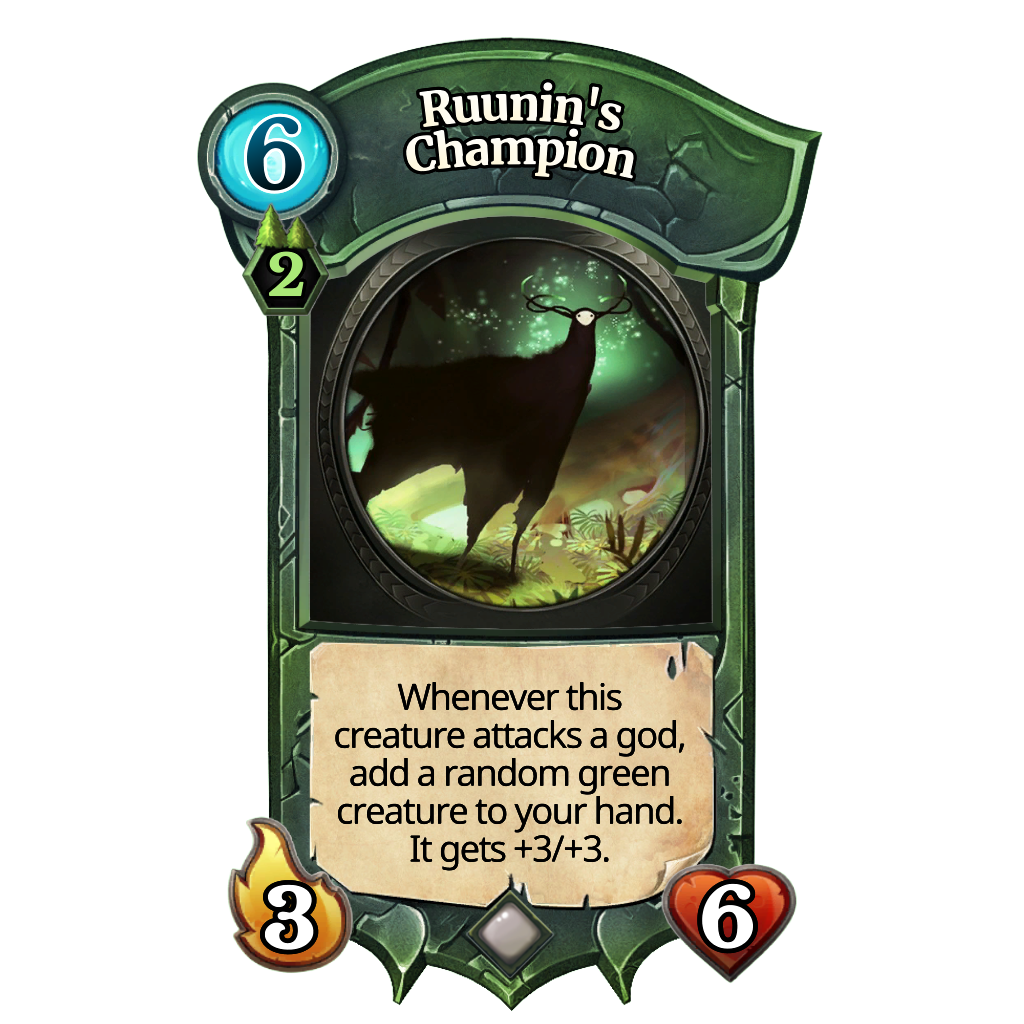 6
Ruunin's
Champion
2
Whenever this
creature attacks a god,
add a random green
creature to your hand.
It gets +3/+3.
3
6